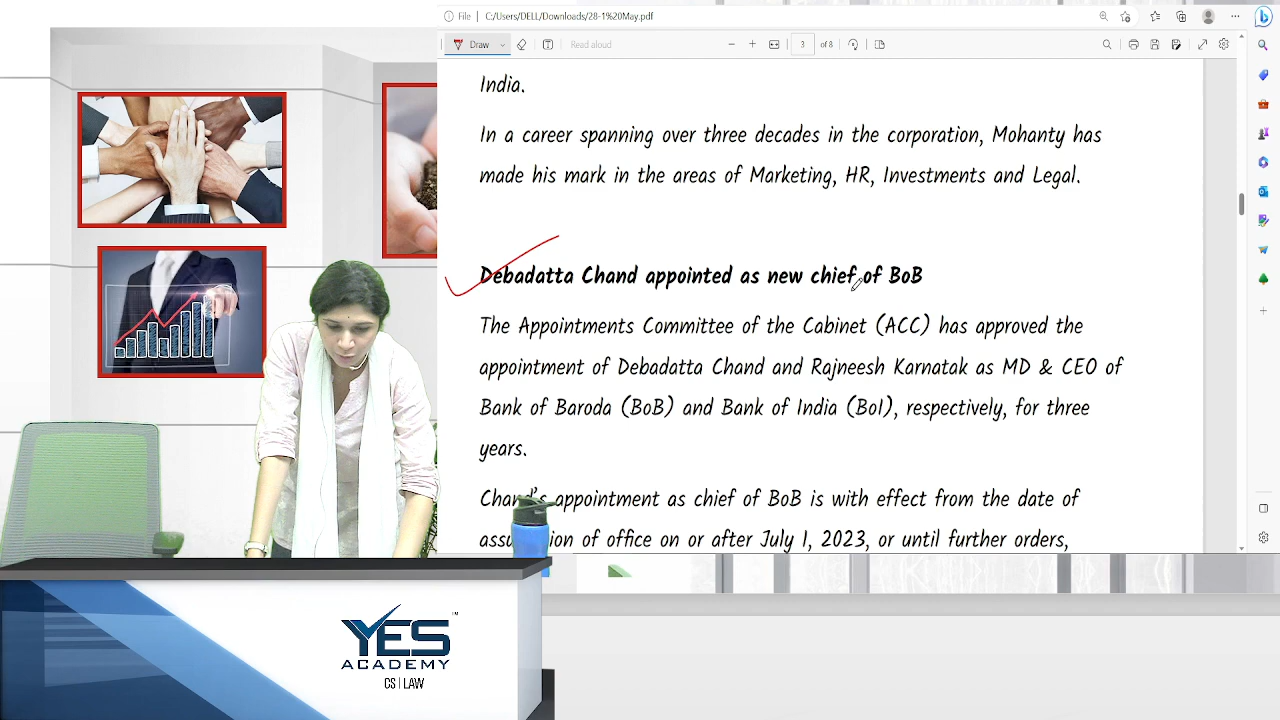 File
C:/Users/DELL/Downloads/28-1%20May.pdf
Draw
Read aloud
3
of 8
India.
In a career spanning over three decades in the corporation, Mohanty has
made his mark in the areas of Marketing, HR, Investments and Legal.
Debadatta Chand appointed as new chief of BoB
The Appointments Committee of the Cabinet (ACC) has approved the
appointment of Debadatta Chand and Rajneesh Karnatak as MD & CEO of
Bank of Baroda (BoB) and Bank of India (BoI), respectively, for three
years.
Chand's appointment as chief of BoB is with effect from the date of
of office on or after July 1, 2023, or until further orders,
YES
TM
ACADEMY
CS | LAW